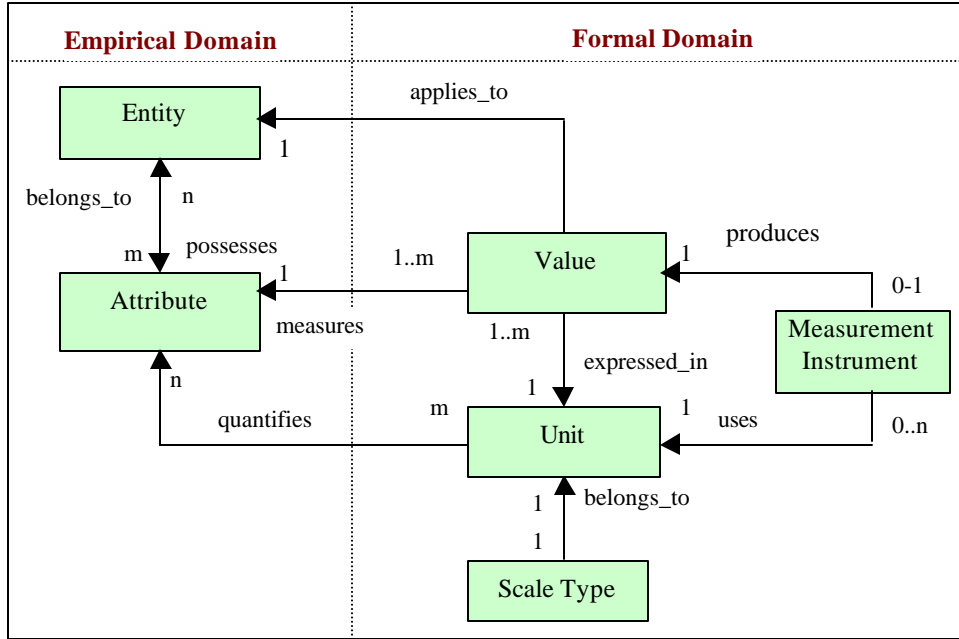 Empirical Domain
Formal Domain
applies_to
Entity
1
belongs_to
n
m
possesses
1
1..m
Value
1
produces
0-1
Attribute
measures
1..m
Measurement
Instrument
n
expressed_in
1
quantifies
m
Unit
1
uses
0..n
belongs_to
1
1
Scale Type